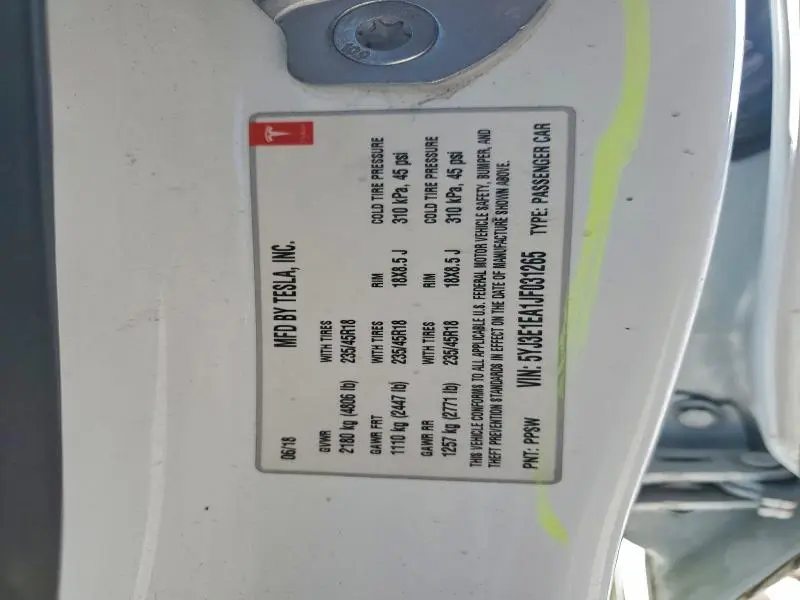 06/18 MFD BY TESLA, INC.
GVWR WITH TIRES
2180 kg (4806 lb) 235/45R18
GAWR FRT WITH TIRES RIM COLD TIRE PRESSURE
1110 kg (2447 lb) 235/45R18 18X8.5 J 310 kPa, 45 psi
GAWR RR WITH TIRES RIM COLD TIRE PRESSURE
1257 kg (2771 lb) 235/45R18 18X8.5 J 310 kPa, 45 psi
THIS VEHICLE CONFORMS TO ALL APPLICABLE U.S. FEDERAL MOTOR VEHICLE SAFETY, BUMPER, AND
THEFT PREVENTION STANDARDS IN EFFECT ON THE DATE OF MANUFACTURE SHOWN ABOVE.
PNT: PPSW VIN: 5YJ3E1EA1JF031265 TYPE: PASSENGER CAR